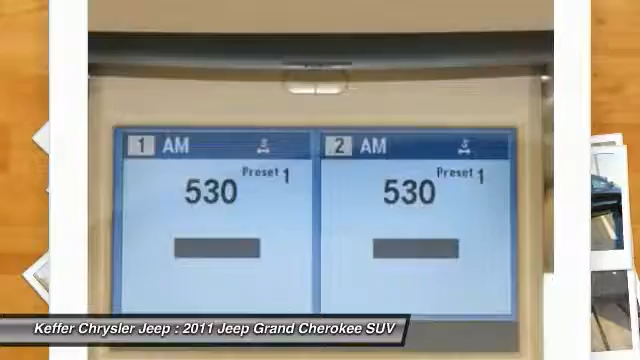 1 AM 2 AM
Preset 1 Preset 1
530 530
Keffer Chrysler Jeep : 2011 Jeep Grand Cherokee SUV